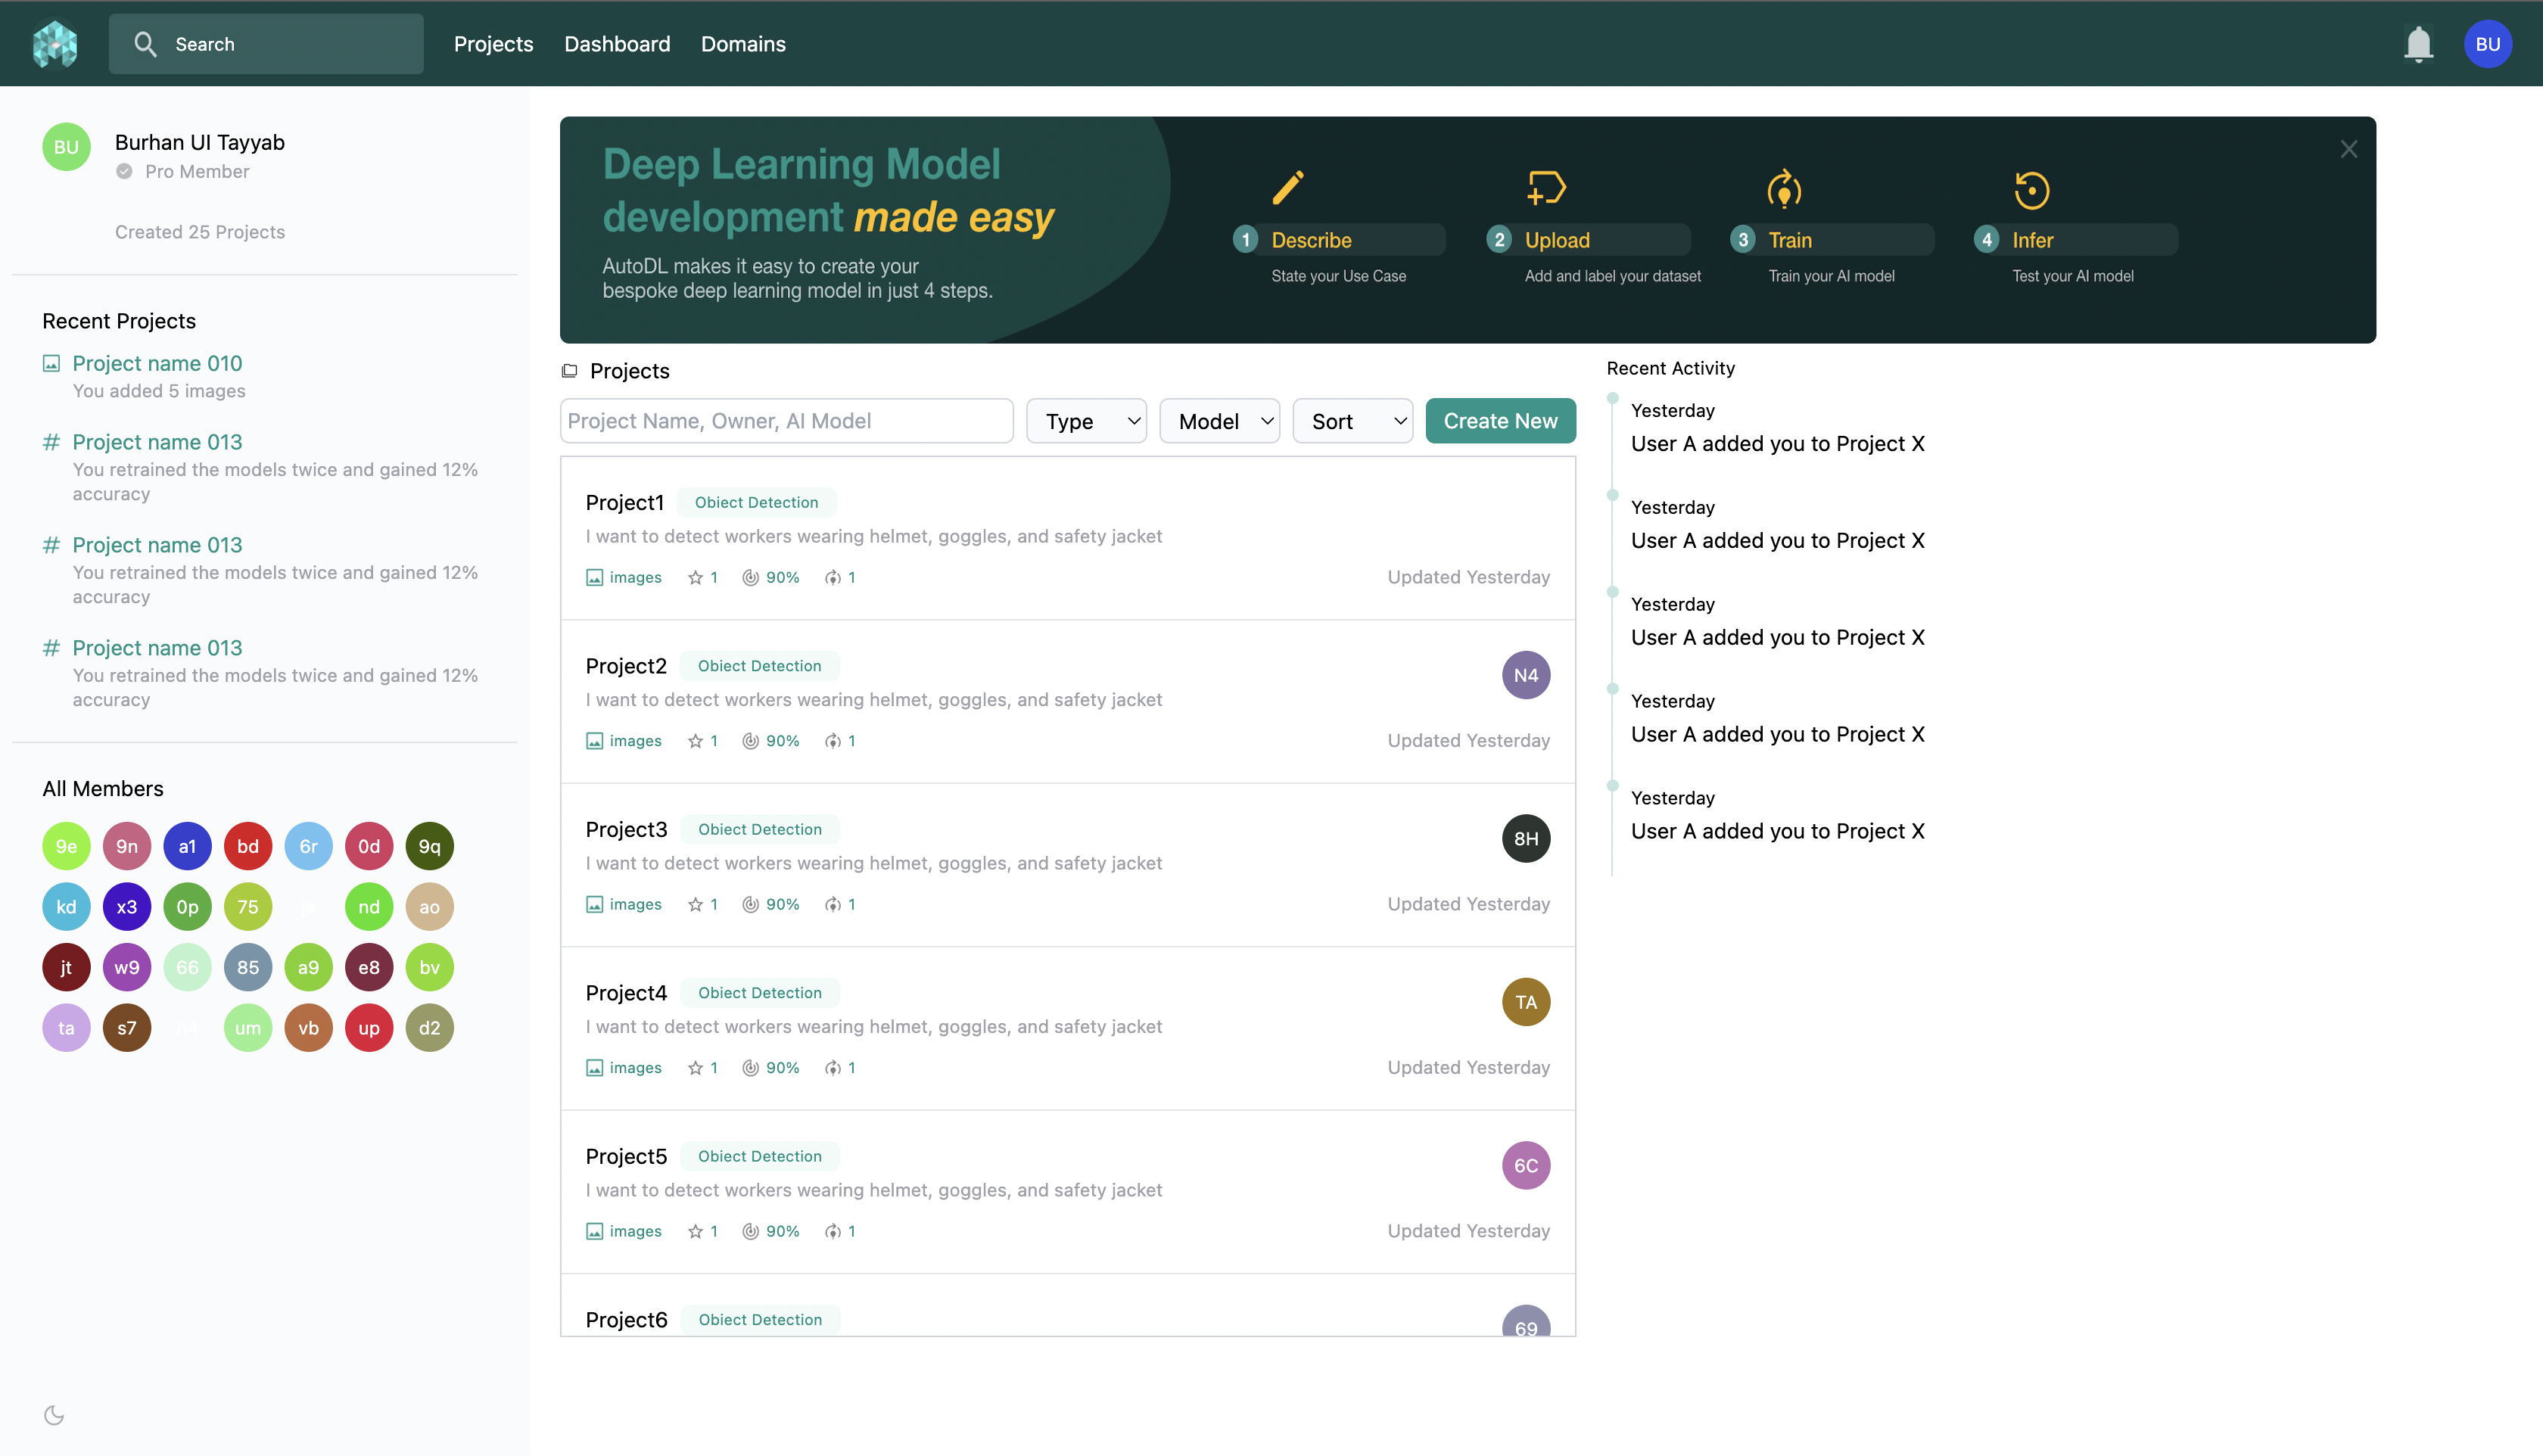 Search
Projects
Dashboard
Domains
BU
BU
Burhan UI Tayyab
Pro Member
Created 25 Projects
Recent Projects
Project name 010
You added 5 images
Project name 013
You retrained the models twice and gained 12%
accuracy
Project name 013
You retrained the models twice and gained 12%
accuracy
Project name 013
You retrained the models twice and gained 12%
accuracy
All Members
9e 9n a1 bd 6r 0d 9q
kd x3 0p 75 nd ao
jt w9 66 85 a9 e8 bv
ta s7 um vb up d2
Deep Learning Model
development made easy
AutoDL makes it easy to create your
bespoke deep learning model in just 4 steps.
1 Describe
State your Use Case
2 Upload
Add and label your dataset
3 Train
Train your AI model
4 Infer
Test your AI model
Projects
Project Name, Owner, AI Model
Type
Model
Sort
Create New
Project1 Obiect Detection
I want to detect workers wearing helmet, goggles, and safety jacket
images 1 90% 1 Updated Yesterday
Project2 Obiect Detection
N4
I want to detect workers wearing helmet, goggles, and safety jacket
images 1 90% 1 Updated Yesterday
Project3 Obiect Detection
8H
I want to detect workers wearing helmet, goggles, and safety jacket
images 1 90% 1 Updated Yesterday
Project4 Obiect Detection
TA
I want to detect workers wearing helmet, goggles, and safety jacket
images 1 90% 1 Updated Yesterday
Project5 Obiect Detection
6C
I want to detect workers wearing helmet, goggles, and safety jacket
images 1 90% 1 Updated Yesterday
Project6 Obiect Detection
69
Recent Activity
Yesterday
User A added you to Project X
Yesterday
User A added you to Project X
Yesterday
User A added you to Project X
Yesterday
User A added you to Project X
Yesterday
User A added you to Project X